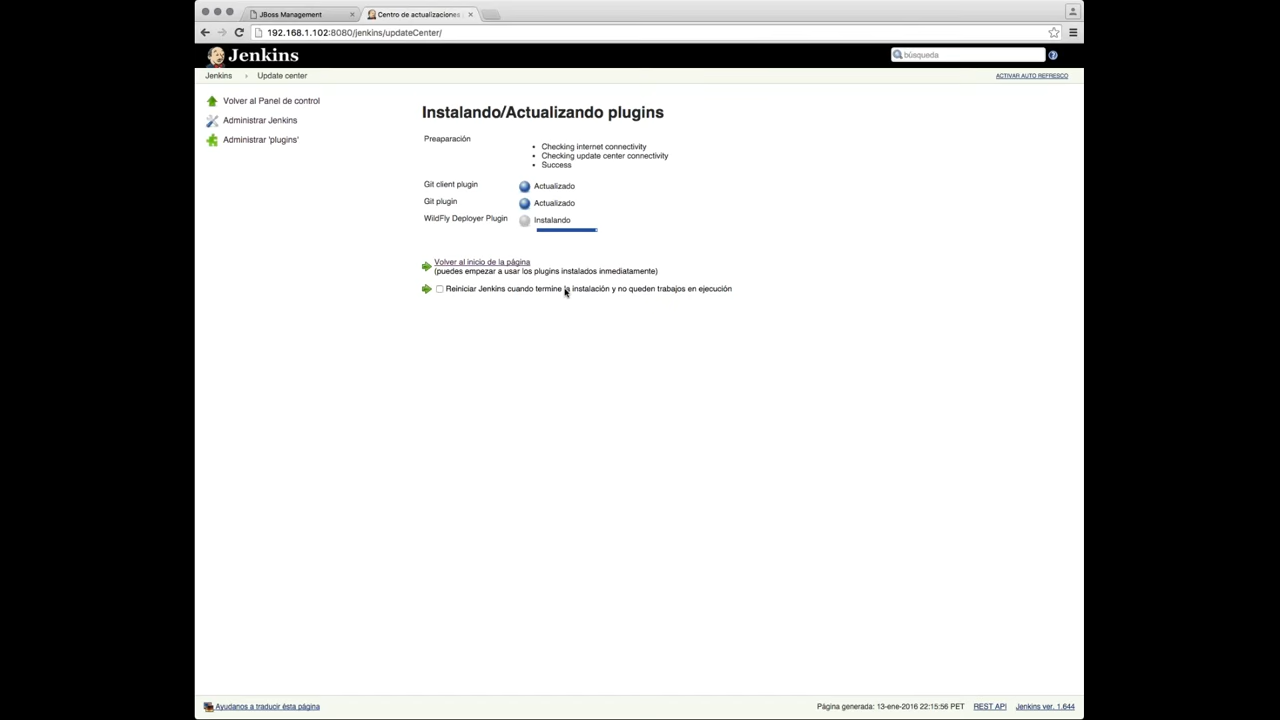 JBoss Management
Centro de actualizaciones
192.168.1.102:8080/jenkins/updateCenter/
Jenkins
búsqueda
Jenkins
Update center
ACTIVAR AUTO REFRESCO
Volver al Panel de control
Administrar Jenkins
Administrar 'plugins'
Instalando/Actualizando plugins
Preaparación
Checking internet connectivity
Checking update center connectivity
Success
Git client plugin
Actualizado
Git plugin
Actualizado
WildFly Deployer Plugin
Instalando
Volver al inicio de la página
(puedes empezar a usar los plugins instalados inmediatamente)
Reiniciar Jenkins cuando termine la instalación y no queden trabajos en ejecución
Ayudanos a traducir ésta página
Página generada: 13-ene-2016 22:15:56 PET
REST API
Jenkins ver. 1.644